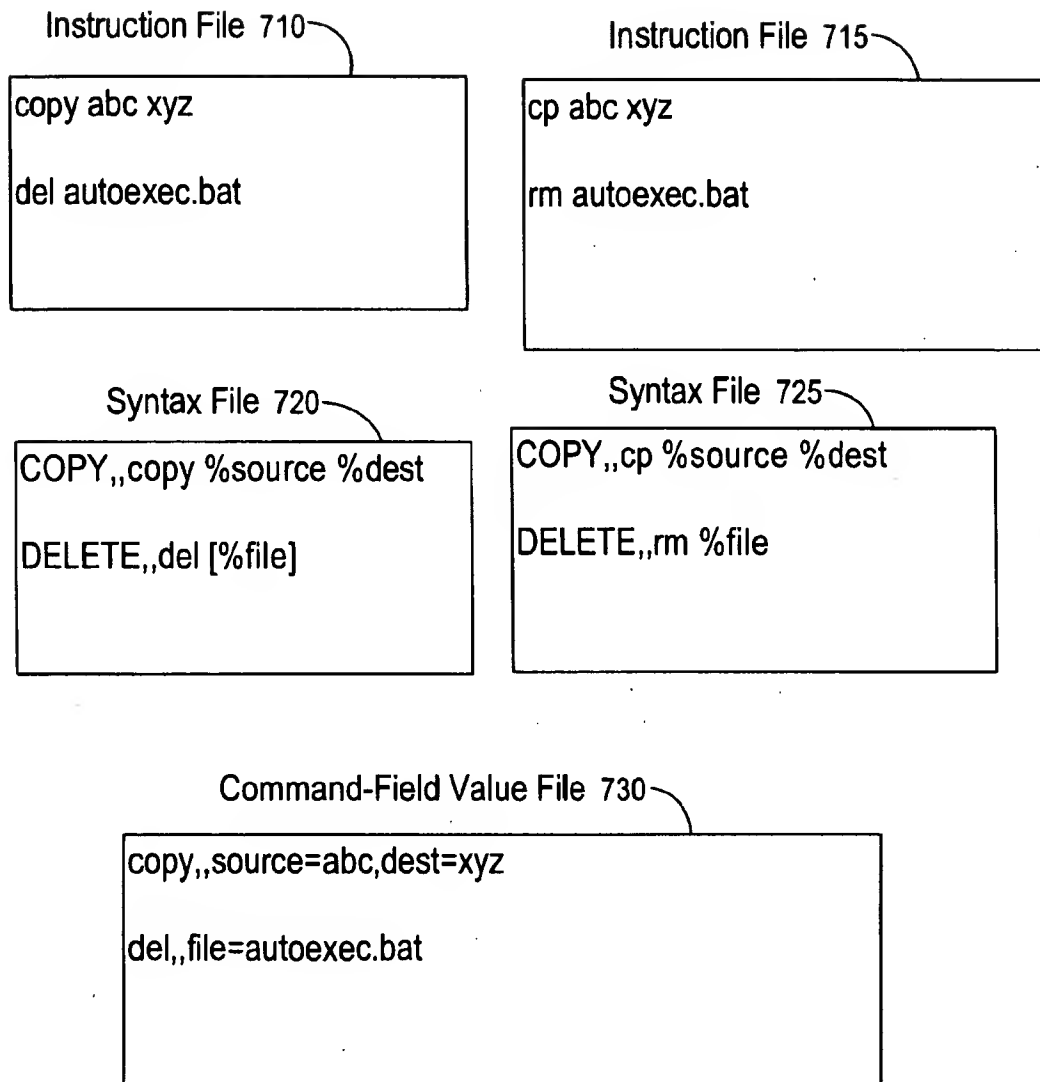 Instruction File 710
copy abc xyz
del autoexec.bat
Instruction File 715
cp abc xyz
rm autoexec.bat
Syntax File 720
COPY,,copy %source %dest
DELETE,,del [%file]
Syntax File 725
COPY,,cp %source %dest
DELETE,,rm %file
Command-Field Value File 730
copy,,source=abc,dest=xyz
del,,file=autoexec.bat